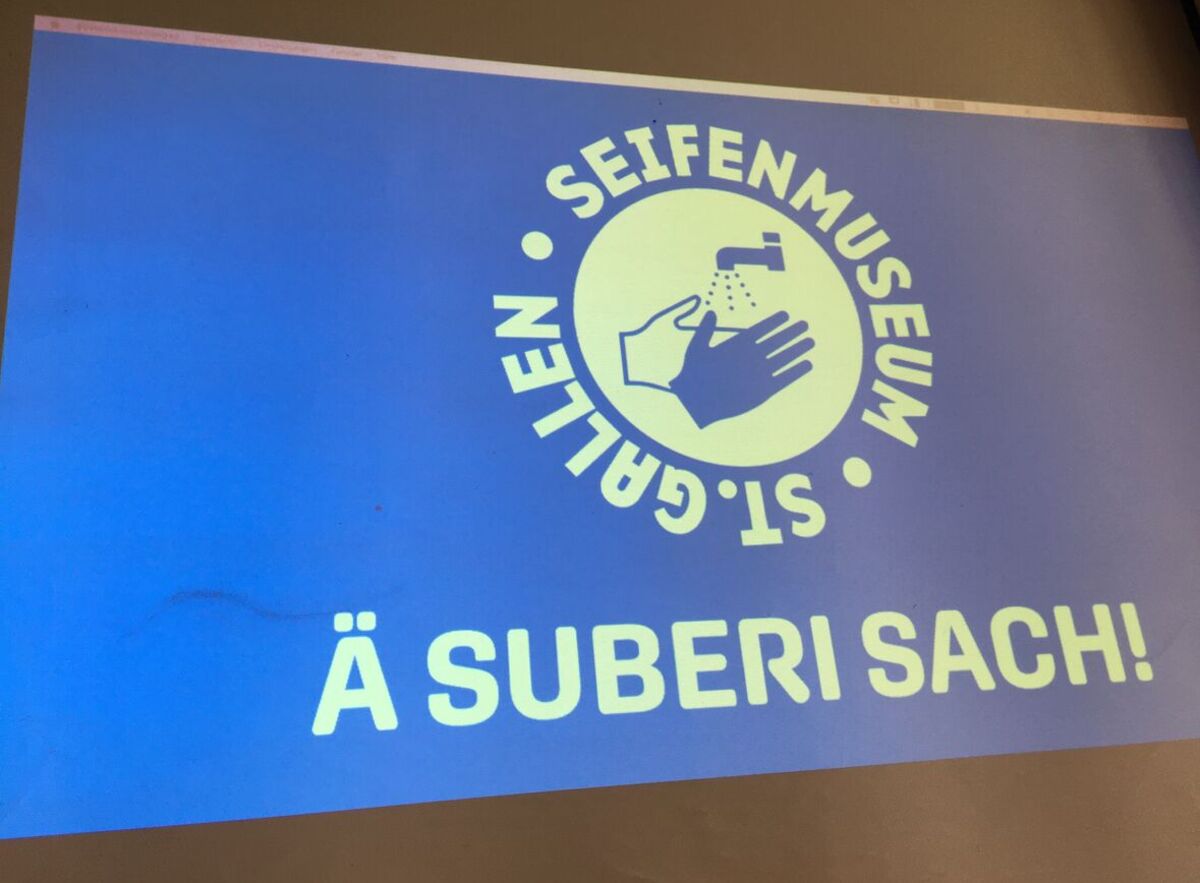 SEIFENMUSEUM
• ST.GALLEN •
Ä SUBERI SACH!